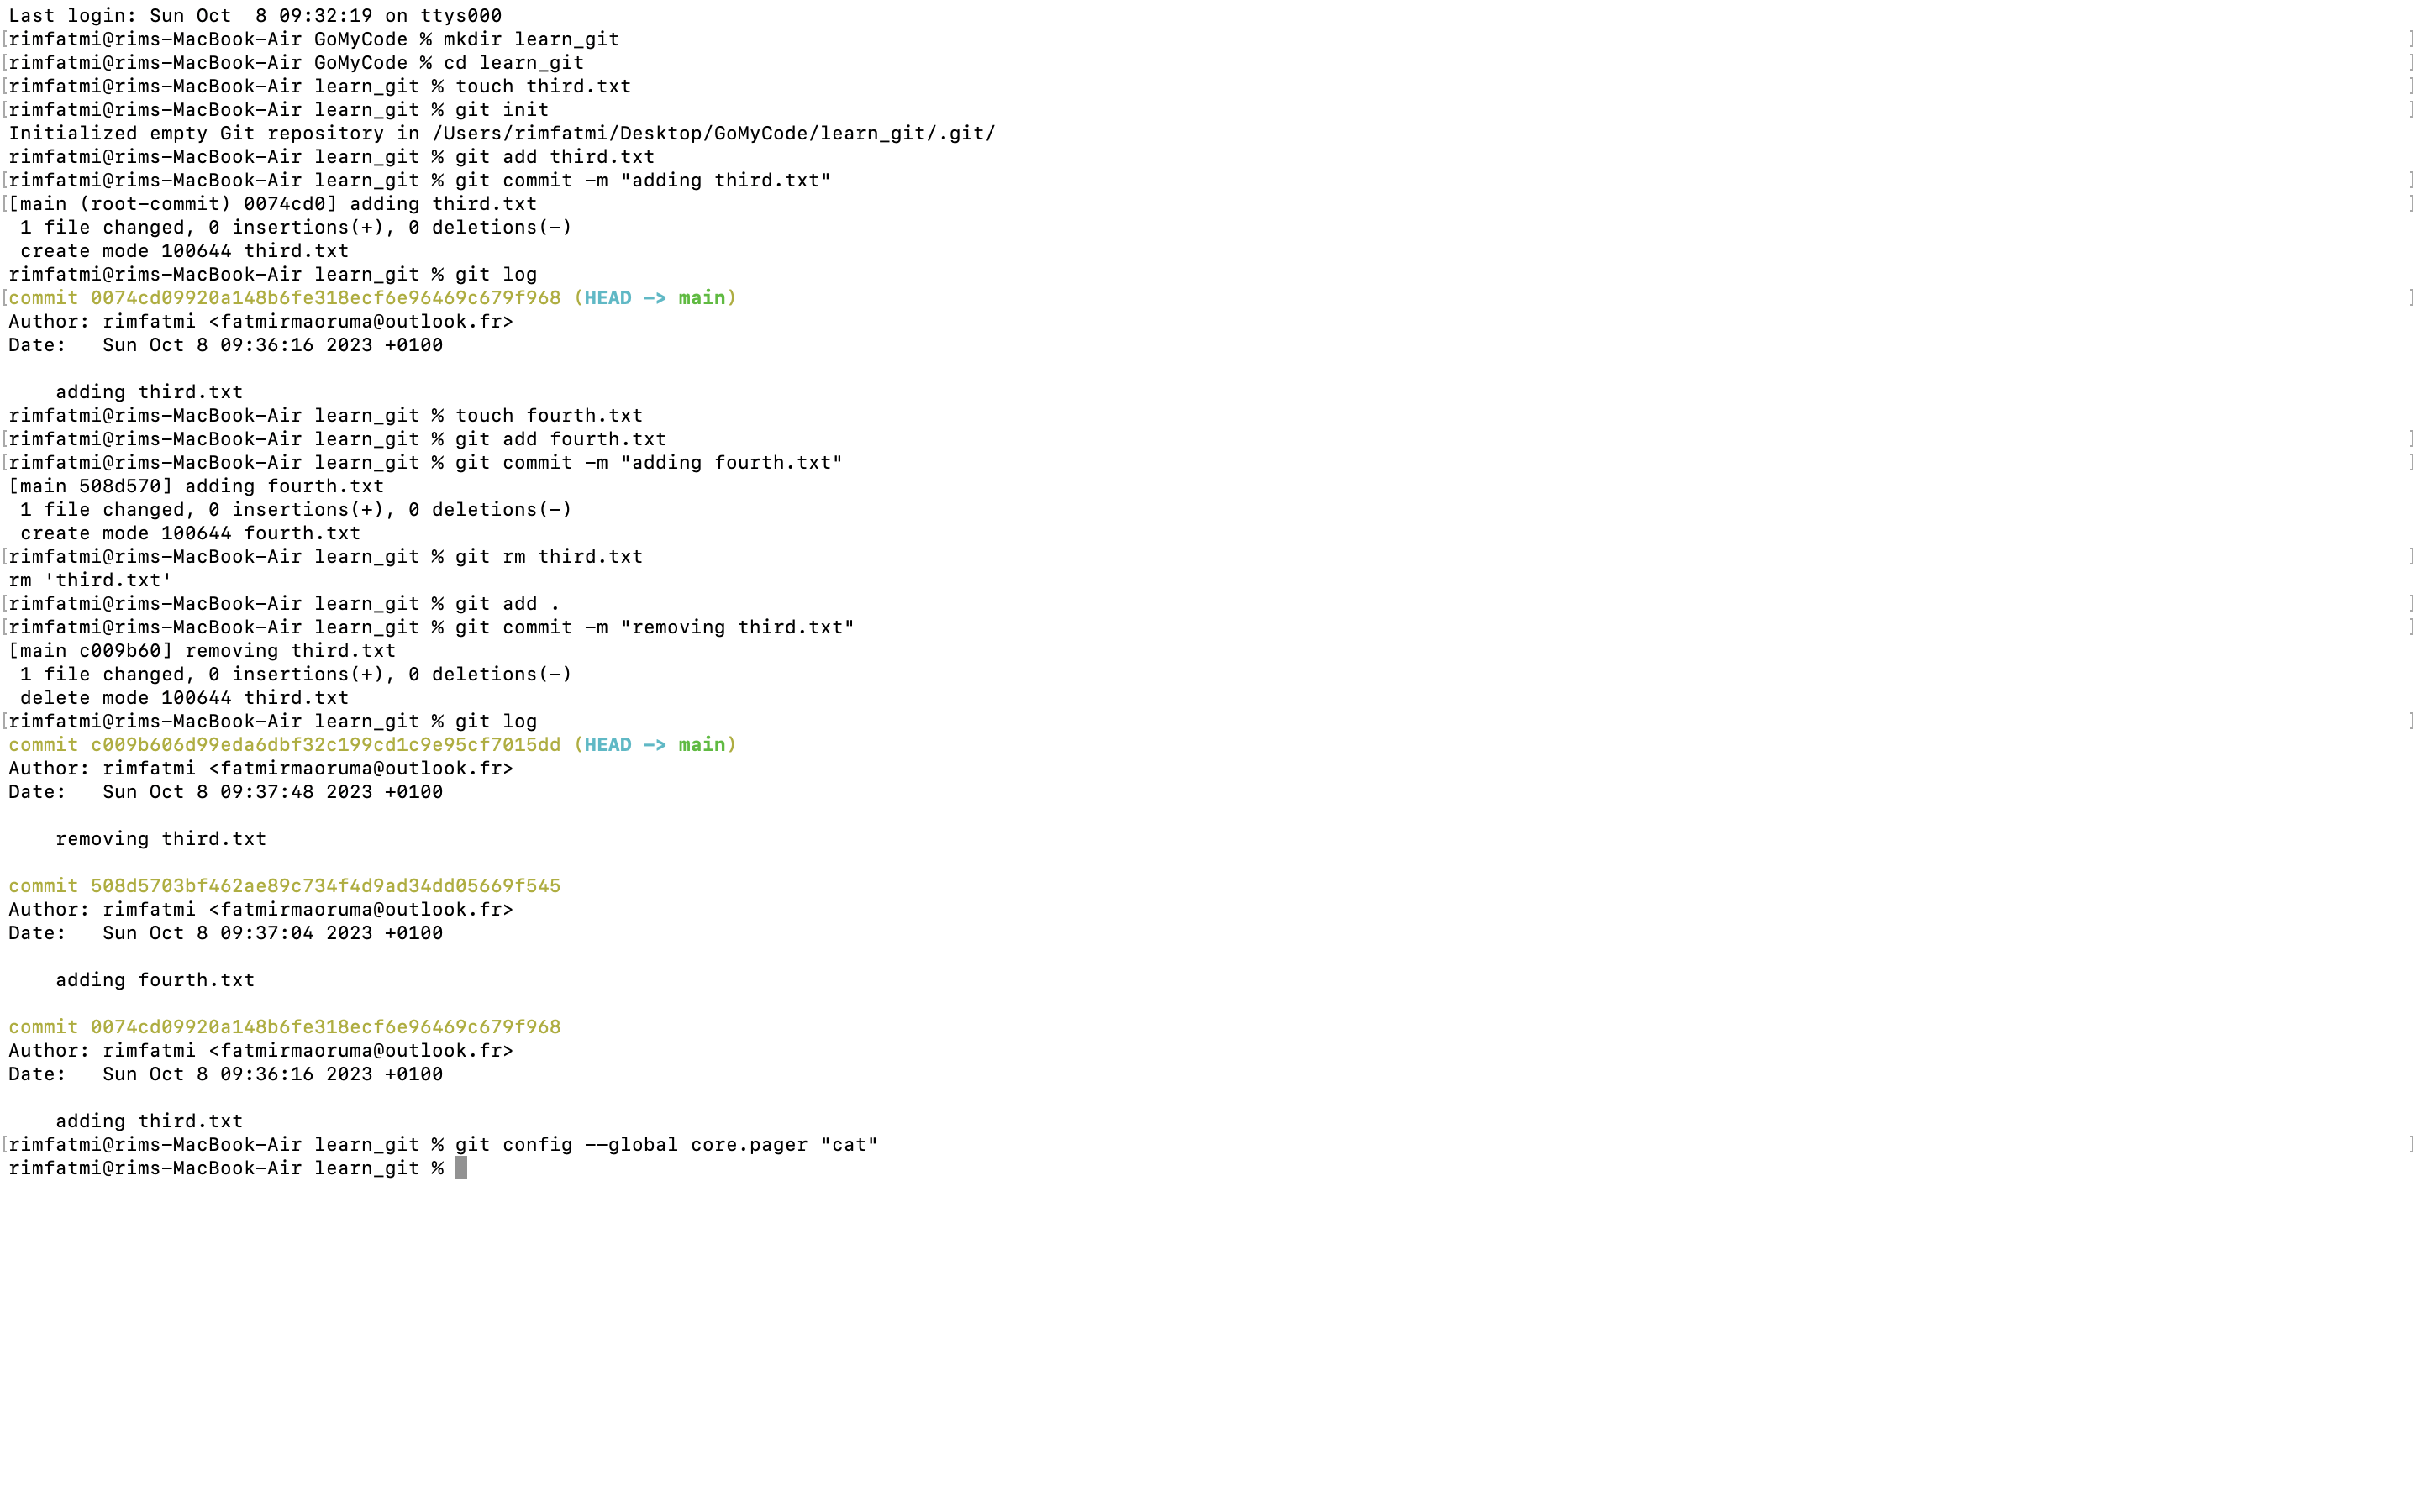 Last login: Sun Oct  8 09:32:19 on ttys000
[rimfatmi@rims-MacBook-Air GoMyCode % mkdir learn_git ]
[rimfatmi@rims-MacBook-Air GoMyCode % cd learn_git ]
[rimfatmi@rims-MacBook-Air learn_git % touch third.txt ]
[rimfatmi@rims-MacBook-Air learn_git % git init ]
Initialized empty Git repository in /Users/rimfatmi/Desktop/GoMyCode/learn_git/.git/
rimfatmi@rims-MacBook-Air learn_git % git add third.txt
[rimfatmi@rims-MacBook-Air learn_git % git commit -m "adding third.txt" ]
[[main (root-commit) 0074cd0] adding third.txt ]
 1 file changed, 0 insertions(+), 0 deletions(-)
 create mode 100644 third.txt
rimfatmi@rims-MacBook-Air learn_git % git log
[commit 0074cd09920a148b6fe318ecf6e96469c679f968 (HEAD -> main) ]
Author: rimfatmi <fatmirmaoruma@outlook.fr>
Date:   Sun Oct 8 09:36:16 2023 +0100

    adding third.txt
rimfatmi@rims-MacBook-Air learn_git % touch fourth.txt
[rimfatmi@rims-MacBook-Air learn_git % git add fourth.txt ]
[rimfatmi@rims-MacBook-Air learn_git % git commit -m "adding fourth.txt" ]
[main 508d570] adding fourth.txt
 1 file changed, 0 insertions(+), 0 deletions(-)
 create mode 100644 fourth.txt
[rimfatmi@rims-MacBook-Air learn_git % git rm third.txt ]
rm 'third.txt'
[rimfatmi@rims-MacBook-Air learn_git % git add . ]
[rimfatmi@rims-MacBook-Air learn_git % git commit -m "removing third.txt" ]
[main c009b60] removing third.txt
 1 file changed, 0 insertions(+), 0 deletions(-)
 delete mode 100644 third.txt
[rimfatmi@rims-MacBook-Air learn_git % git log ]
commit c009b606d99eda6dbf32c199cd1c9e95cf7015dd (HEAD -> main)
Author: rimfatmi <fatmirmaoruma@outlook.fr>
Date:   Sun Oct 8 09:37:48 2023 +0100

    removing third.txt

commit 508d5703bf462ae89c734f4d9ad34dd05669f545
Author: rimfatmi <fatmirmaoruma@outlook.fr>
Date:   Sun Oct 8 09:37:04 2023 +0100

    adding fourth.txt

commit 0074cd09920a148b6fe318ecf6e96469c679f968
Author: rimfatmi <fatmirmaoruma@outlook.fr>
Date:   Sun Oct 8 09:36:16 2023 +0100

    adding third.txt
[rimfatmi@rims-MacBook-Air learn_git % git config --global core.pager "cat" ]
rimfatmi@rims-MacBook-Air learn_git %